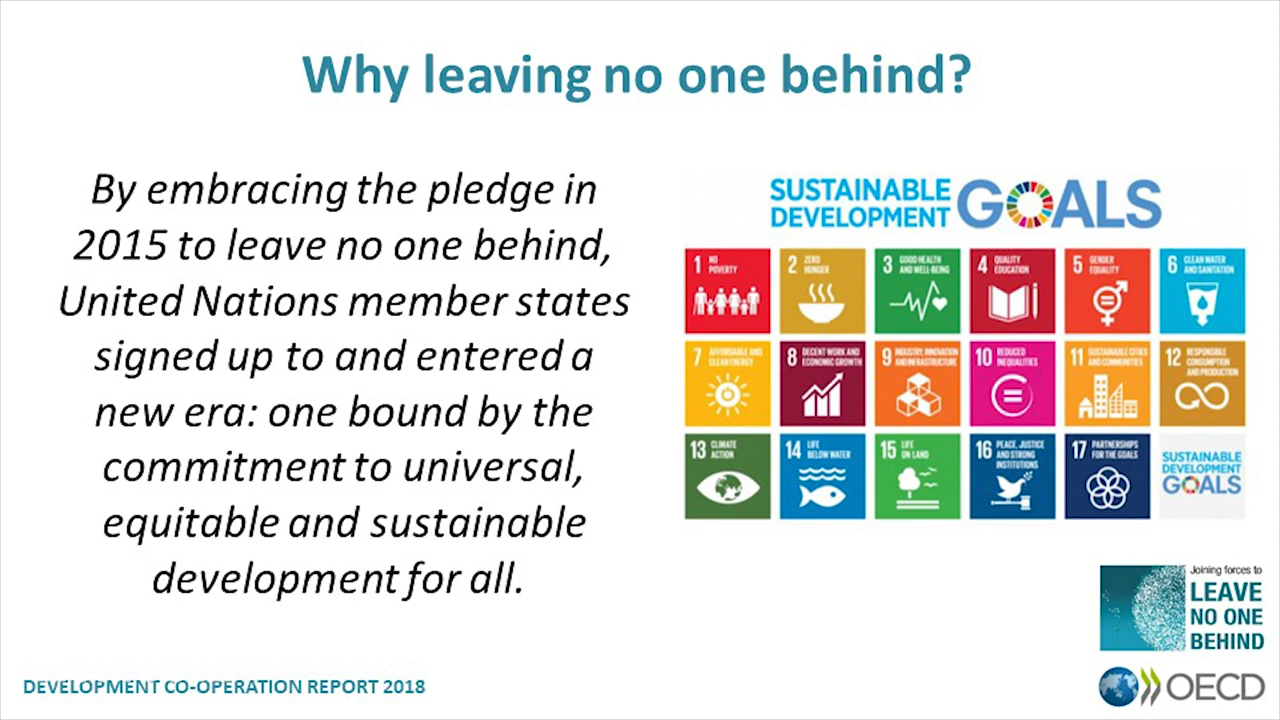 Why leaving no one behind?
By embracing the pledge in
2015 to leave no one behind,
United Nations member states
signed up to and entered a
new era: one bound by the
commitment to universal,
equitable and sustainable
development for all.
SUSTAINABLE
DEVELOPMENT
GOALS
1 NO
POVERTY
2 ZERO
HUNGER
3 GOOD HEALTH
AND WELL-BEING
4 QUALITY
EDUCATION
5 GENDER
EQUALITY
6 CLEAN WATER
AND SANITATION
7 AFFORDABLE AND
CLEAN ENERGY
8 DECENT WORK AND
ECONOMIC GROWTH
9 INDUSTRY, INNOVATION
AND INFRASTRUCTURE
10 REDUCED
INEQUALITIES
11 SUSTAINABLE CITIES
AND COMMUNITIES
12 RESPONSIBLE
CONSUMPTION
AND PRODUCTION
13 CLIMATE
ACTION
14 LIFE
BELOW WATER
15 LIFE
ON LAND
16 PEACE, JUSTICE
AND STRONG
INSTITUTIONS
17 PARTNERSHIPS
FOR THE GOALS
SUSTAINABLE
DEVELOPMENT
GOALS
Joining forces to
LEAVE
NO ONE
BEHIND
DEVELOPMENT CO-OPERATION REPORT 2018
OECD